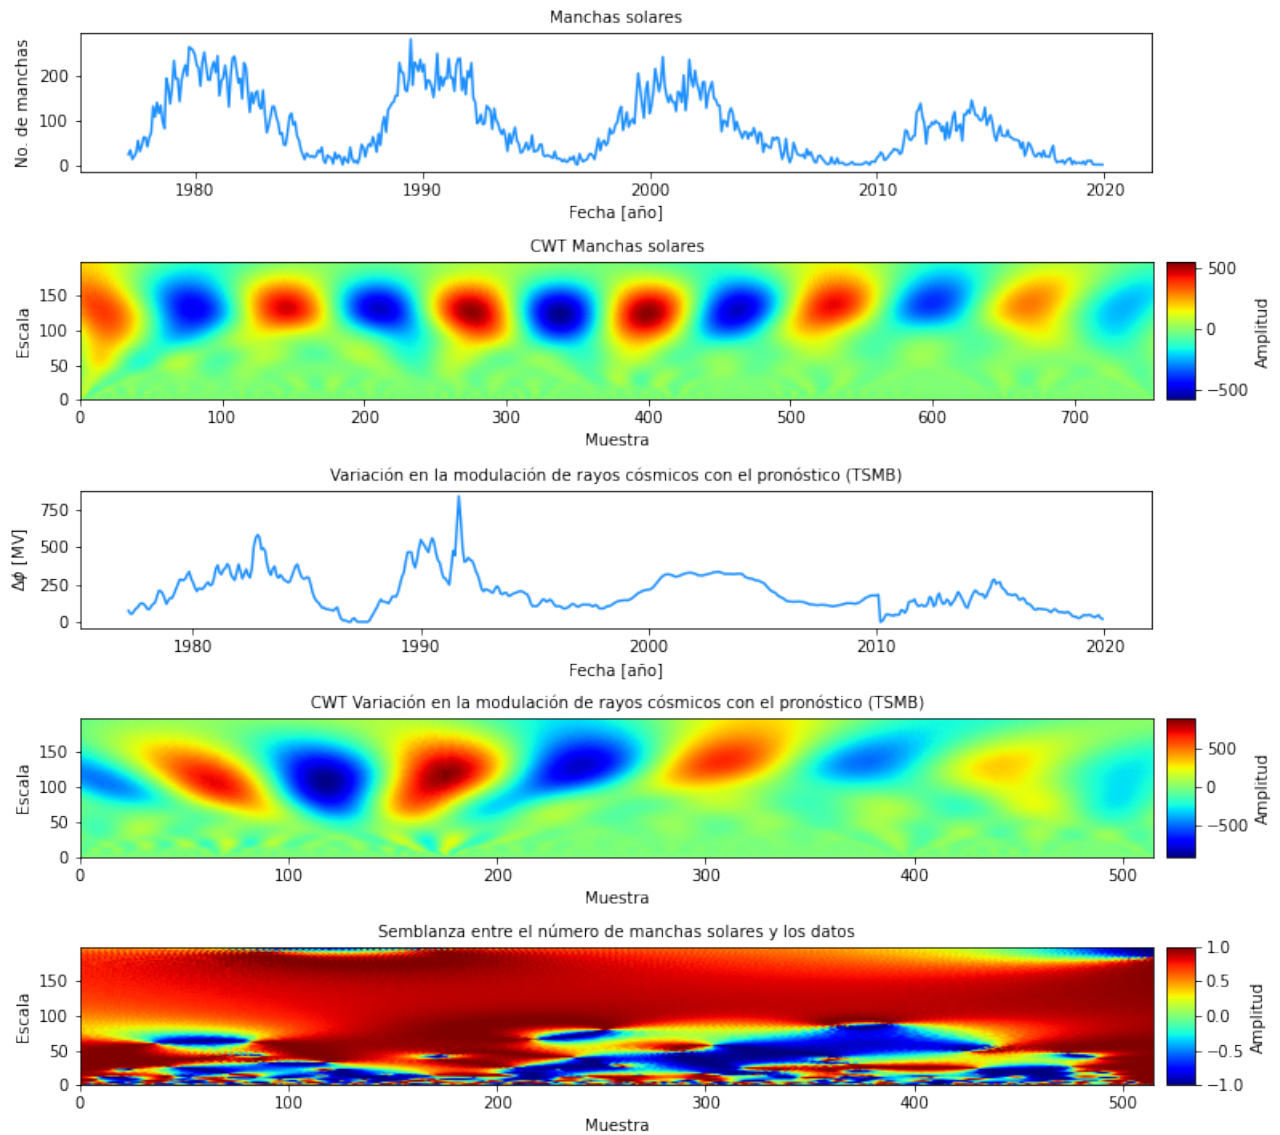 Manchas solares
No. de manchas
200
100
0
1980 1990 2000 2010 2020
Fecha [año]
CWT Manchas solares
Escala
150
100
50
0
0 100 200 300 400 500 600 700
Muestra
500
0
−500
Amplitud
Variación en la modulación de rayos cósmicos con el pronóstico (TSMB)
Δϕ [MV]
750
500
250
0
1980 1990 2000 2010 2020
Fecha [año]
CWT Variación en la modulación de rayos cósmicos con el pronóstico (TSMB)
Escala
150
100
50
0
0 100 200 300 400 500
Muestra
500
0
−500
Amplitud
Semblanza entre el número de manchas solares y los datos
Escala
150
100
50
0
0 100 200 300 400 500
Muestra
1.0
0.5
0.0
−0.5
−1.0
Amplitud